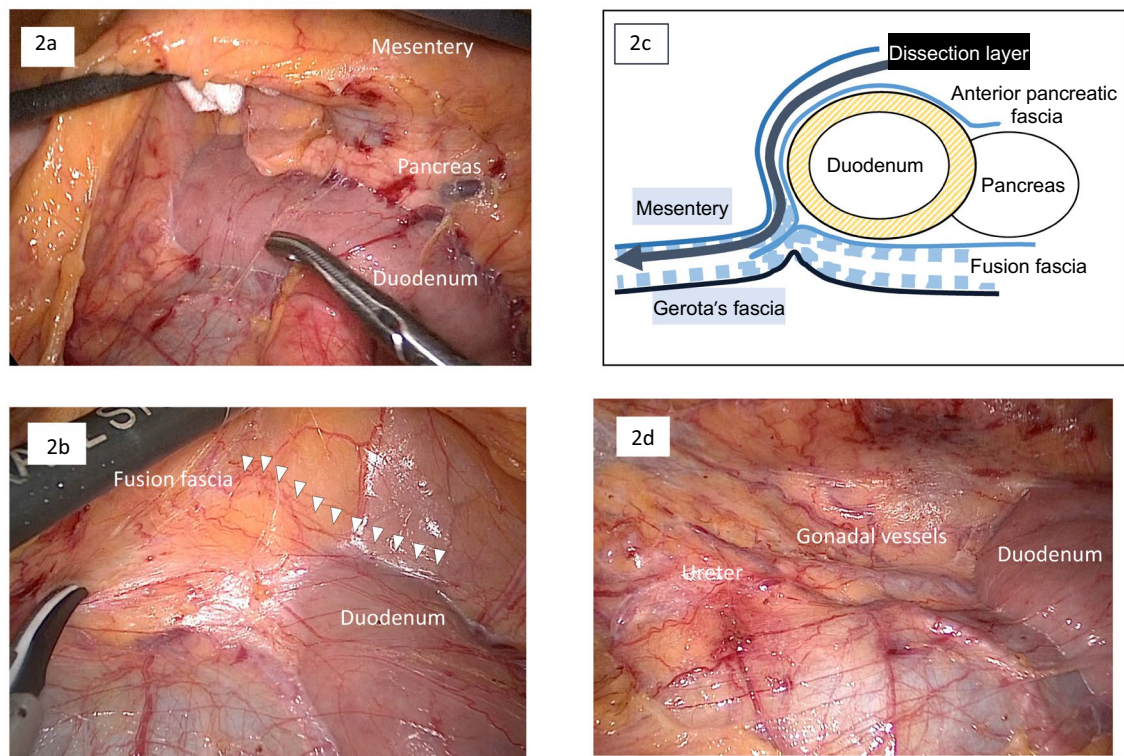 2a
Mesentery
Pancreas
Duodenum
2c
Dissection layer
Anterior pancreatic
fascia
Duodenum
Pancreas
Mesentery
Fusion fascia
Gerota's fascia
2b
Fusion fascia
Duodenum
2d
Gonadal vessels
Duodenum
Ureter